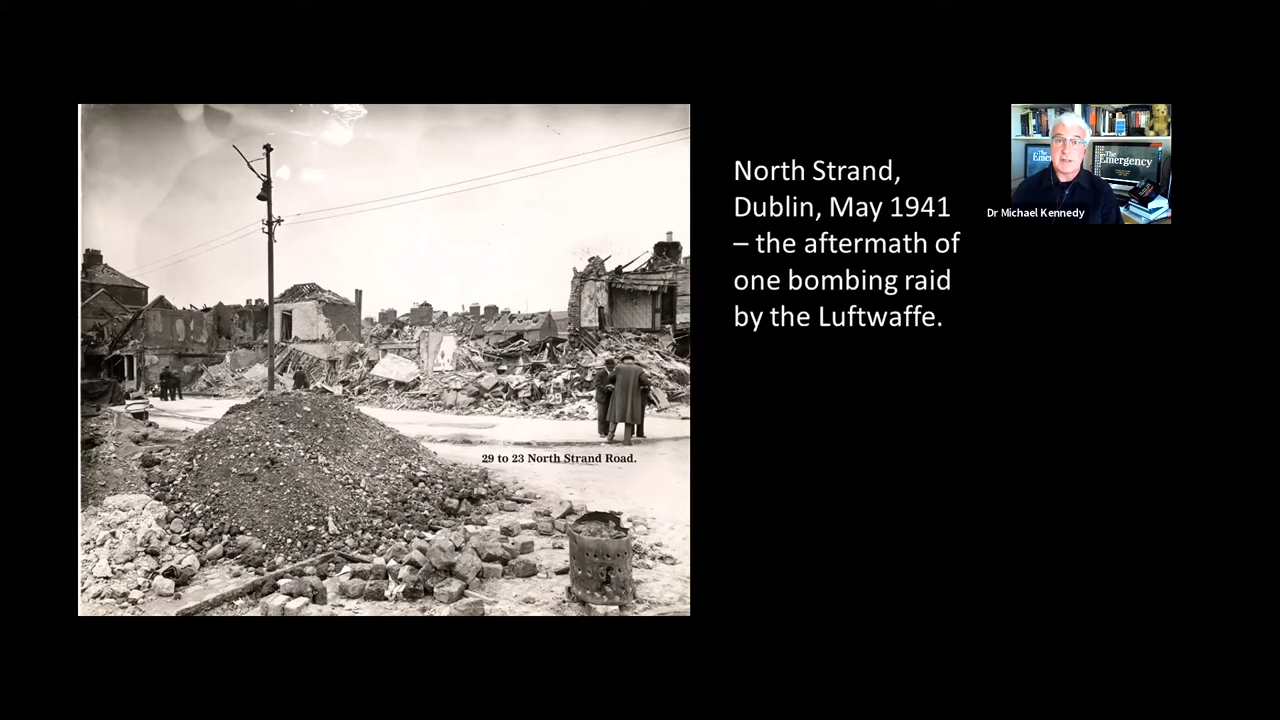 North Strand,
Dublin, May 1941
– the aftermath of
one bombing raid
by the Luftwaffe.
29 to 23 North Strand Road.
The
Emergency
Dr Michael Kennedy